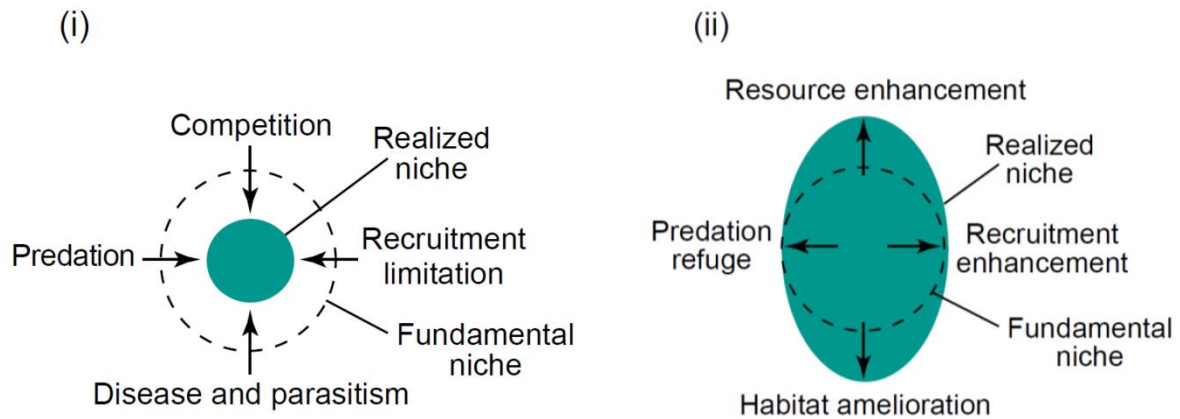 (i)
Competition
Realized
niche
Predation
Recruitment
limitation
Fundamental
niche
Disease and parasitism
(ii)
Resource enhancement
Realized
niche
Predation
refuge
Recruitment
enhancement
Fundamental
niche
Habitat amelioration